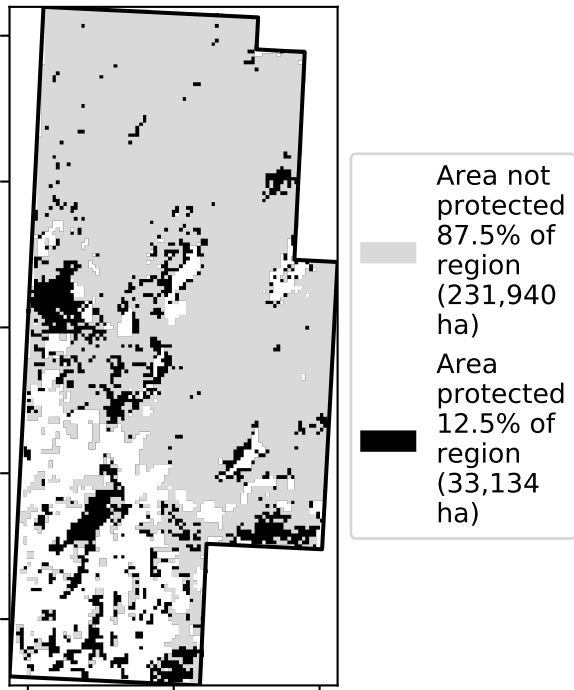 Area not
protected
87.5% of
region
(231,940
ha)
Area
protected
12.5% of
region
(33,134
ha)